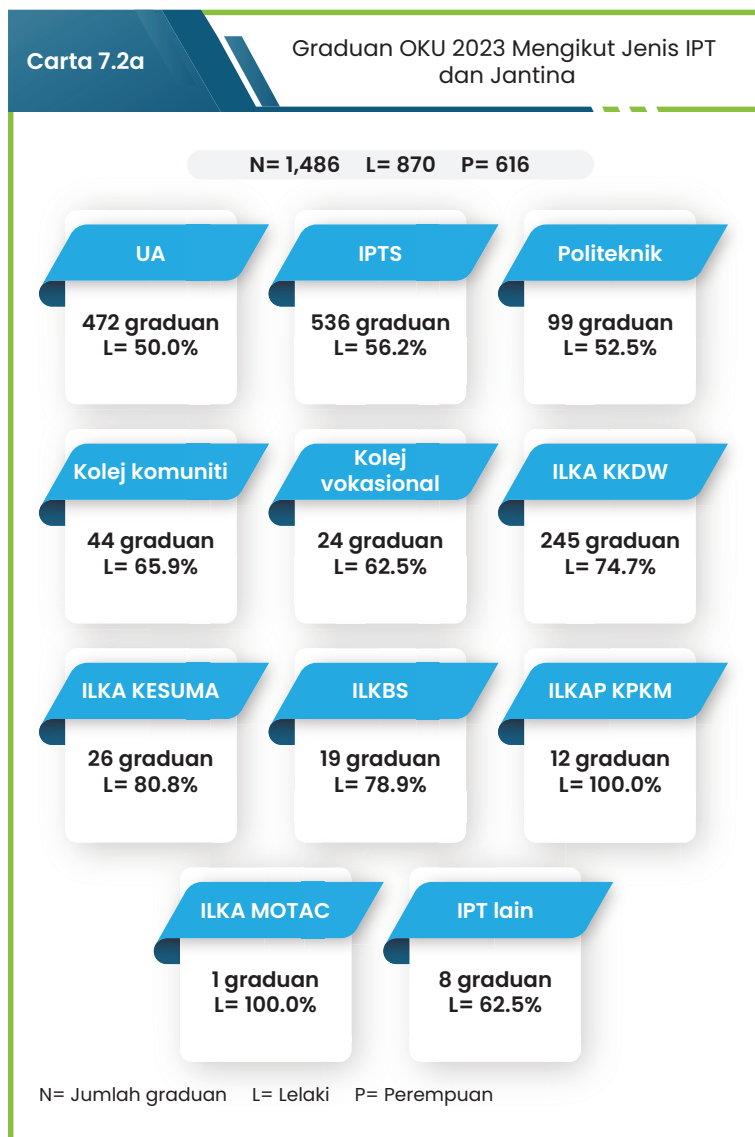 Carta 7.2a
Graduan OKU 2023 Mengikut Jenis IPT
dan Jantina
N= 1,486 L= 870 P= 616
UA
472 graduan
L= 50.0%
IPTS
536 graduan
L= 56.2%
Politeknik
99 graduan
L= 52.5%
Kolej komuniti
44 graduan
L= 65.9%
Kolej
vokasional
24 graduan
L= 62.5%
ILKA KKDW
245 graduan
L= 74.7%
ILKA KESUMA
26 graduan
L= 80.8%
ILKBS
19 graduan
L= 78.9%
ILKAP KPKM
12 graduan
L= 100.0%
ILKA MOTAC
1 graduan
L= 100.0%
IPT lain
8 graduan
L= 62.5%
N= Jumlah graduan L= Lelaki P= Perempuan